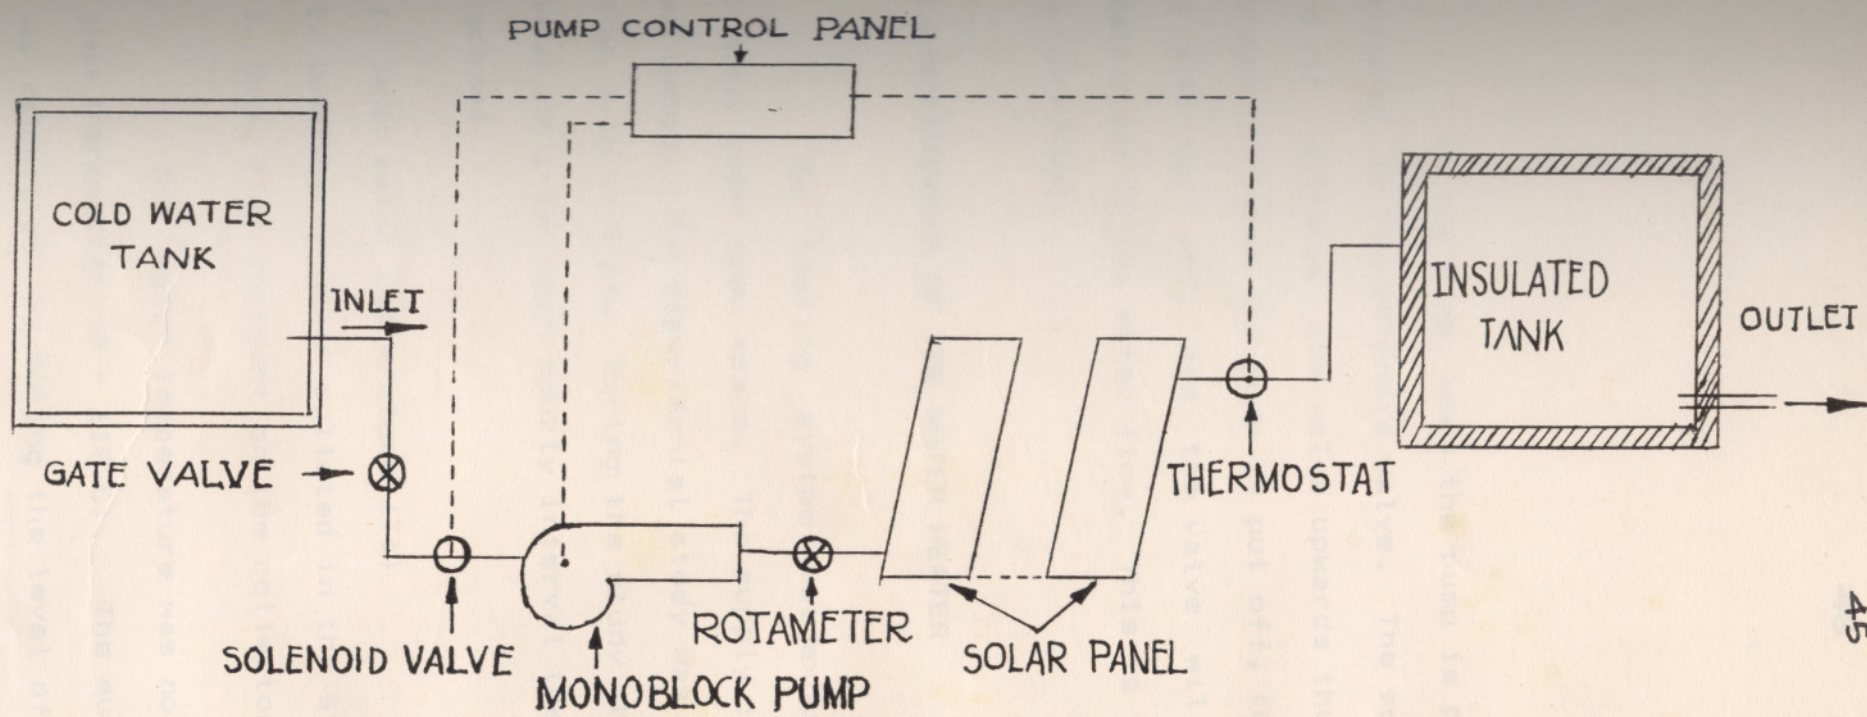 PUMP CONTROL PANEL
COLD WATER
TANK
INLET
INSULATED
TANK
OUTLET
GATE VALVE
THERMOSTAT
ROTAMETER
SOLENOID VALVE
SOLAR PANEL
MONOBLOCK PUMP
45